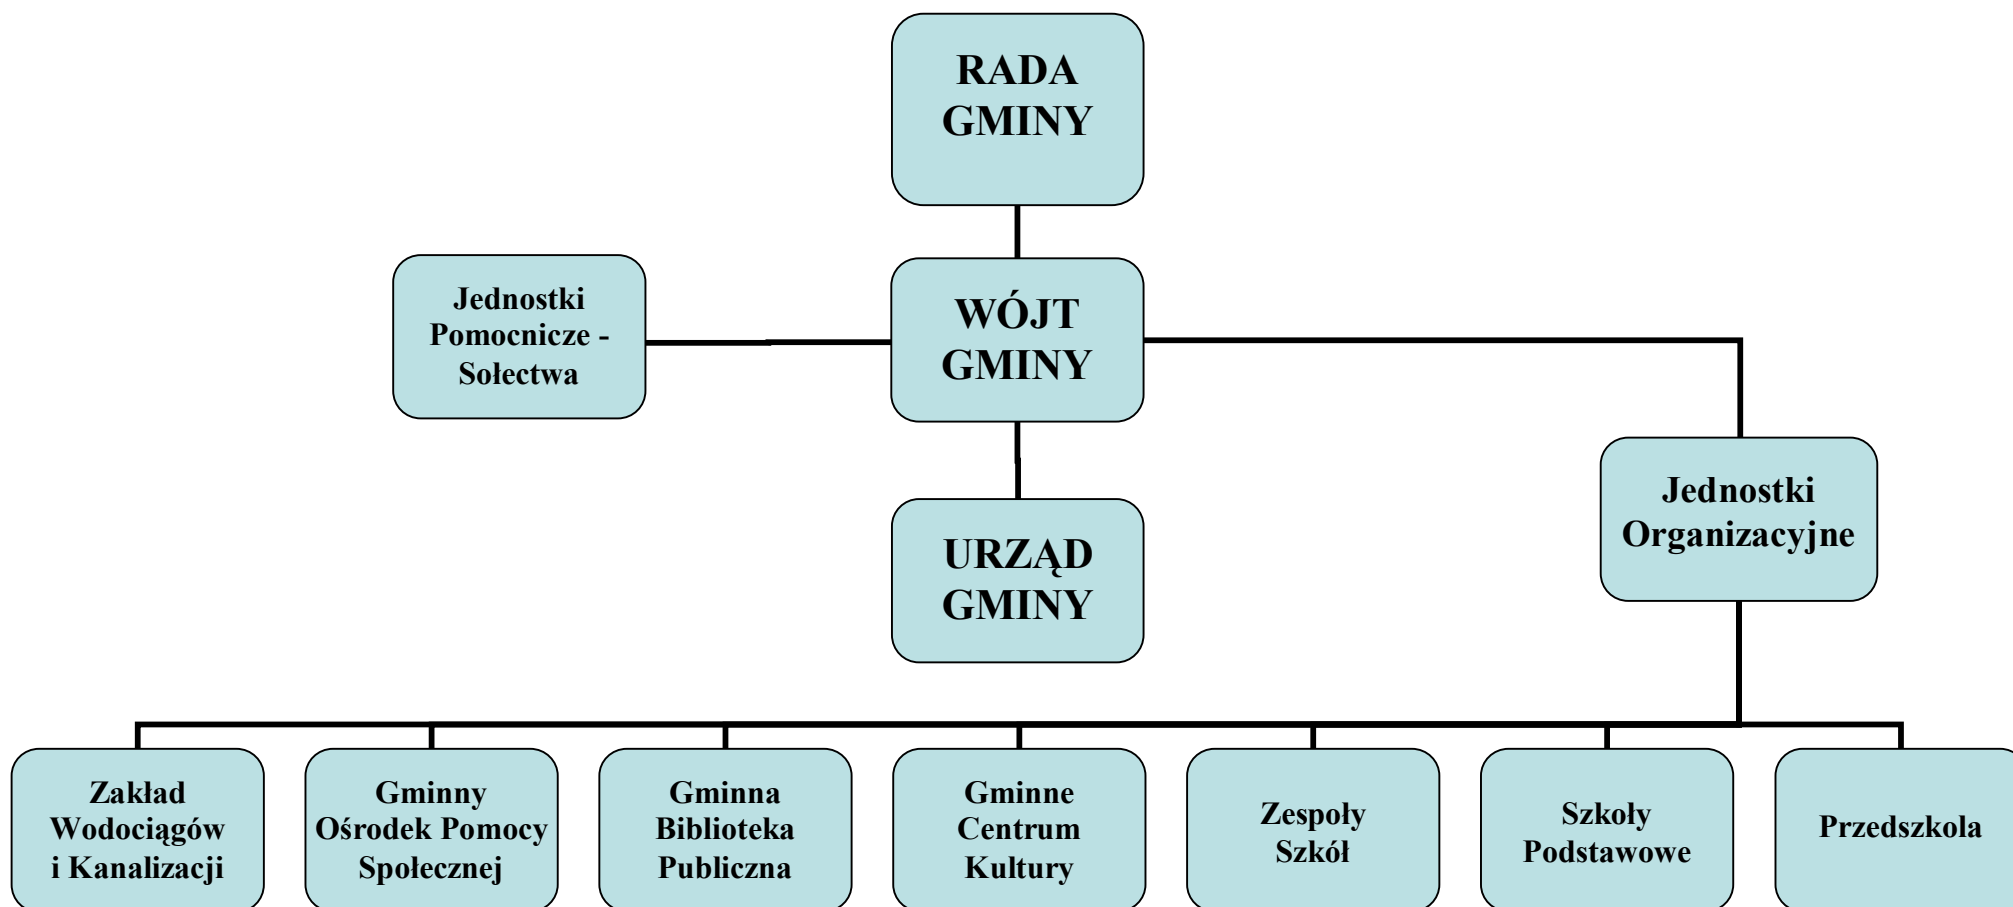 RADA
GMINY
Jednostki
Pomocnicze -
Sołectwa
WÓJT
GMINY
Jednostki
Organizacyjne
URZĄD
GMINY
Zakład
Wodociągów
i Kanalizacji
Gminny
Ośrodek Pomocy
Społecznej
Gminna
Biblioteka
Publiczna
Gminne
Centrum
Kultury
Zespoły
Szkół
Szkoły
Podstawowe
Przedszkola